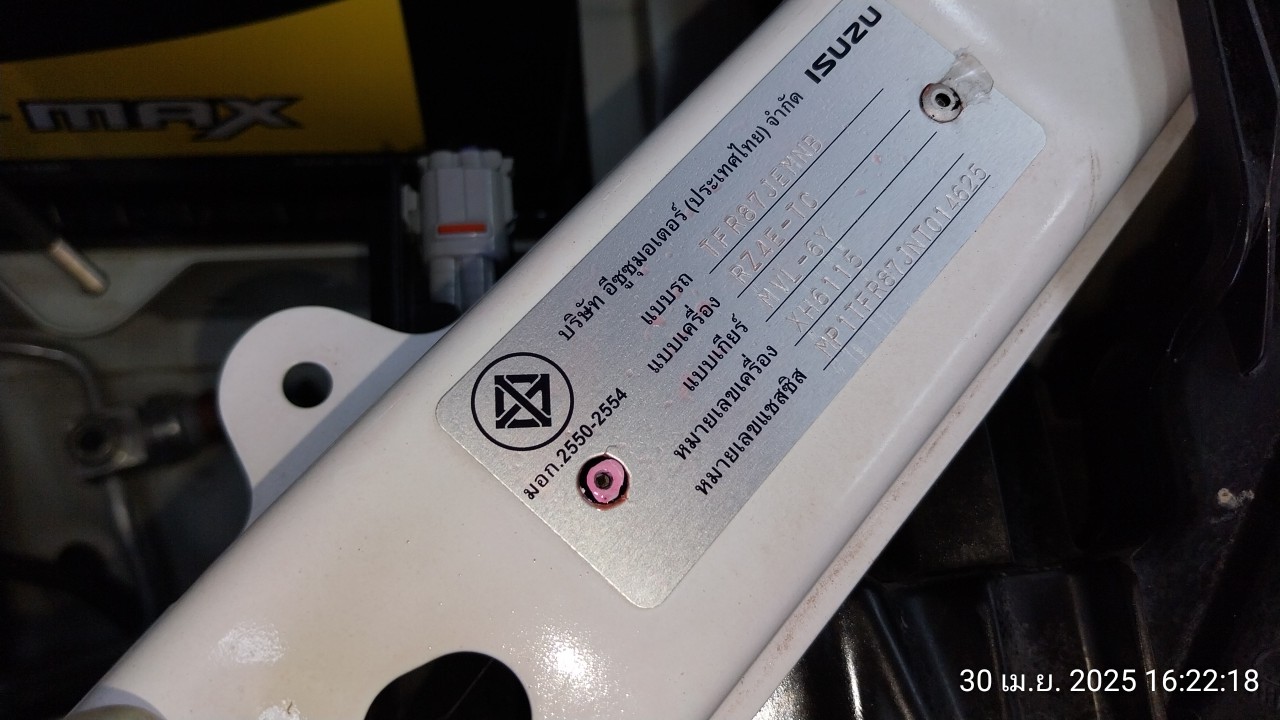 -MAX
ISUZU
บริษัท อีซูซุมอเตอร์ (ประเทศไทย) จำกัด
แบบรถ TFR87JEMNB
แบบเครื่อง RZ4E-TC
แบบเกียร์ MVL-6Y
หมายเลขเครื่อง XH6115
หมายเลขแชสซิส MP1TFR87JNT014625
มอก.2550-2554
30 เม.ย. 2025 16:22:18